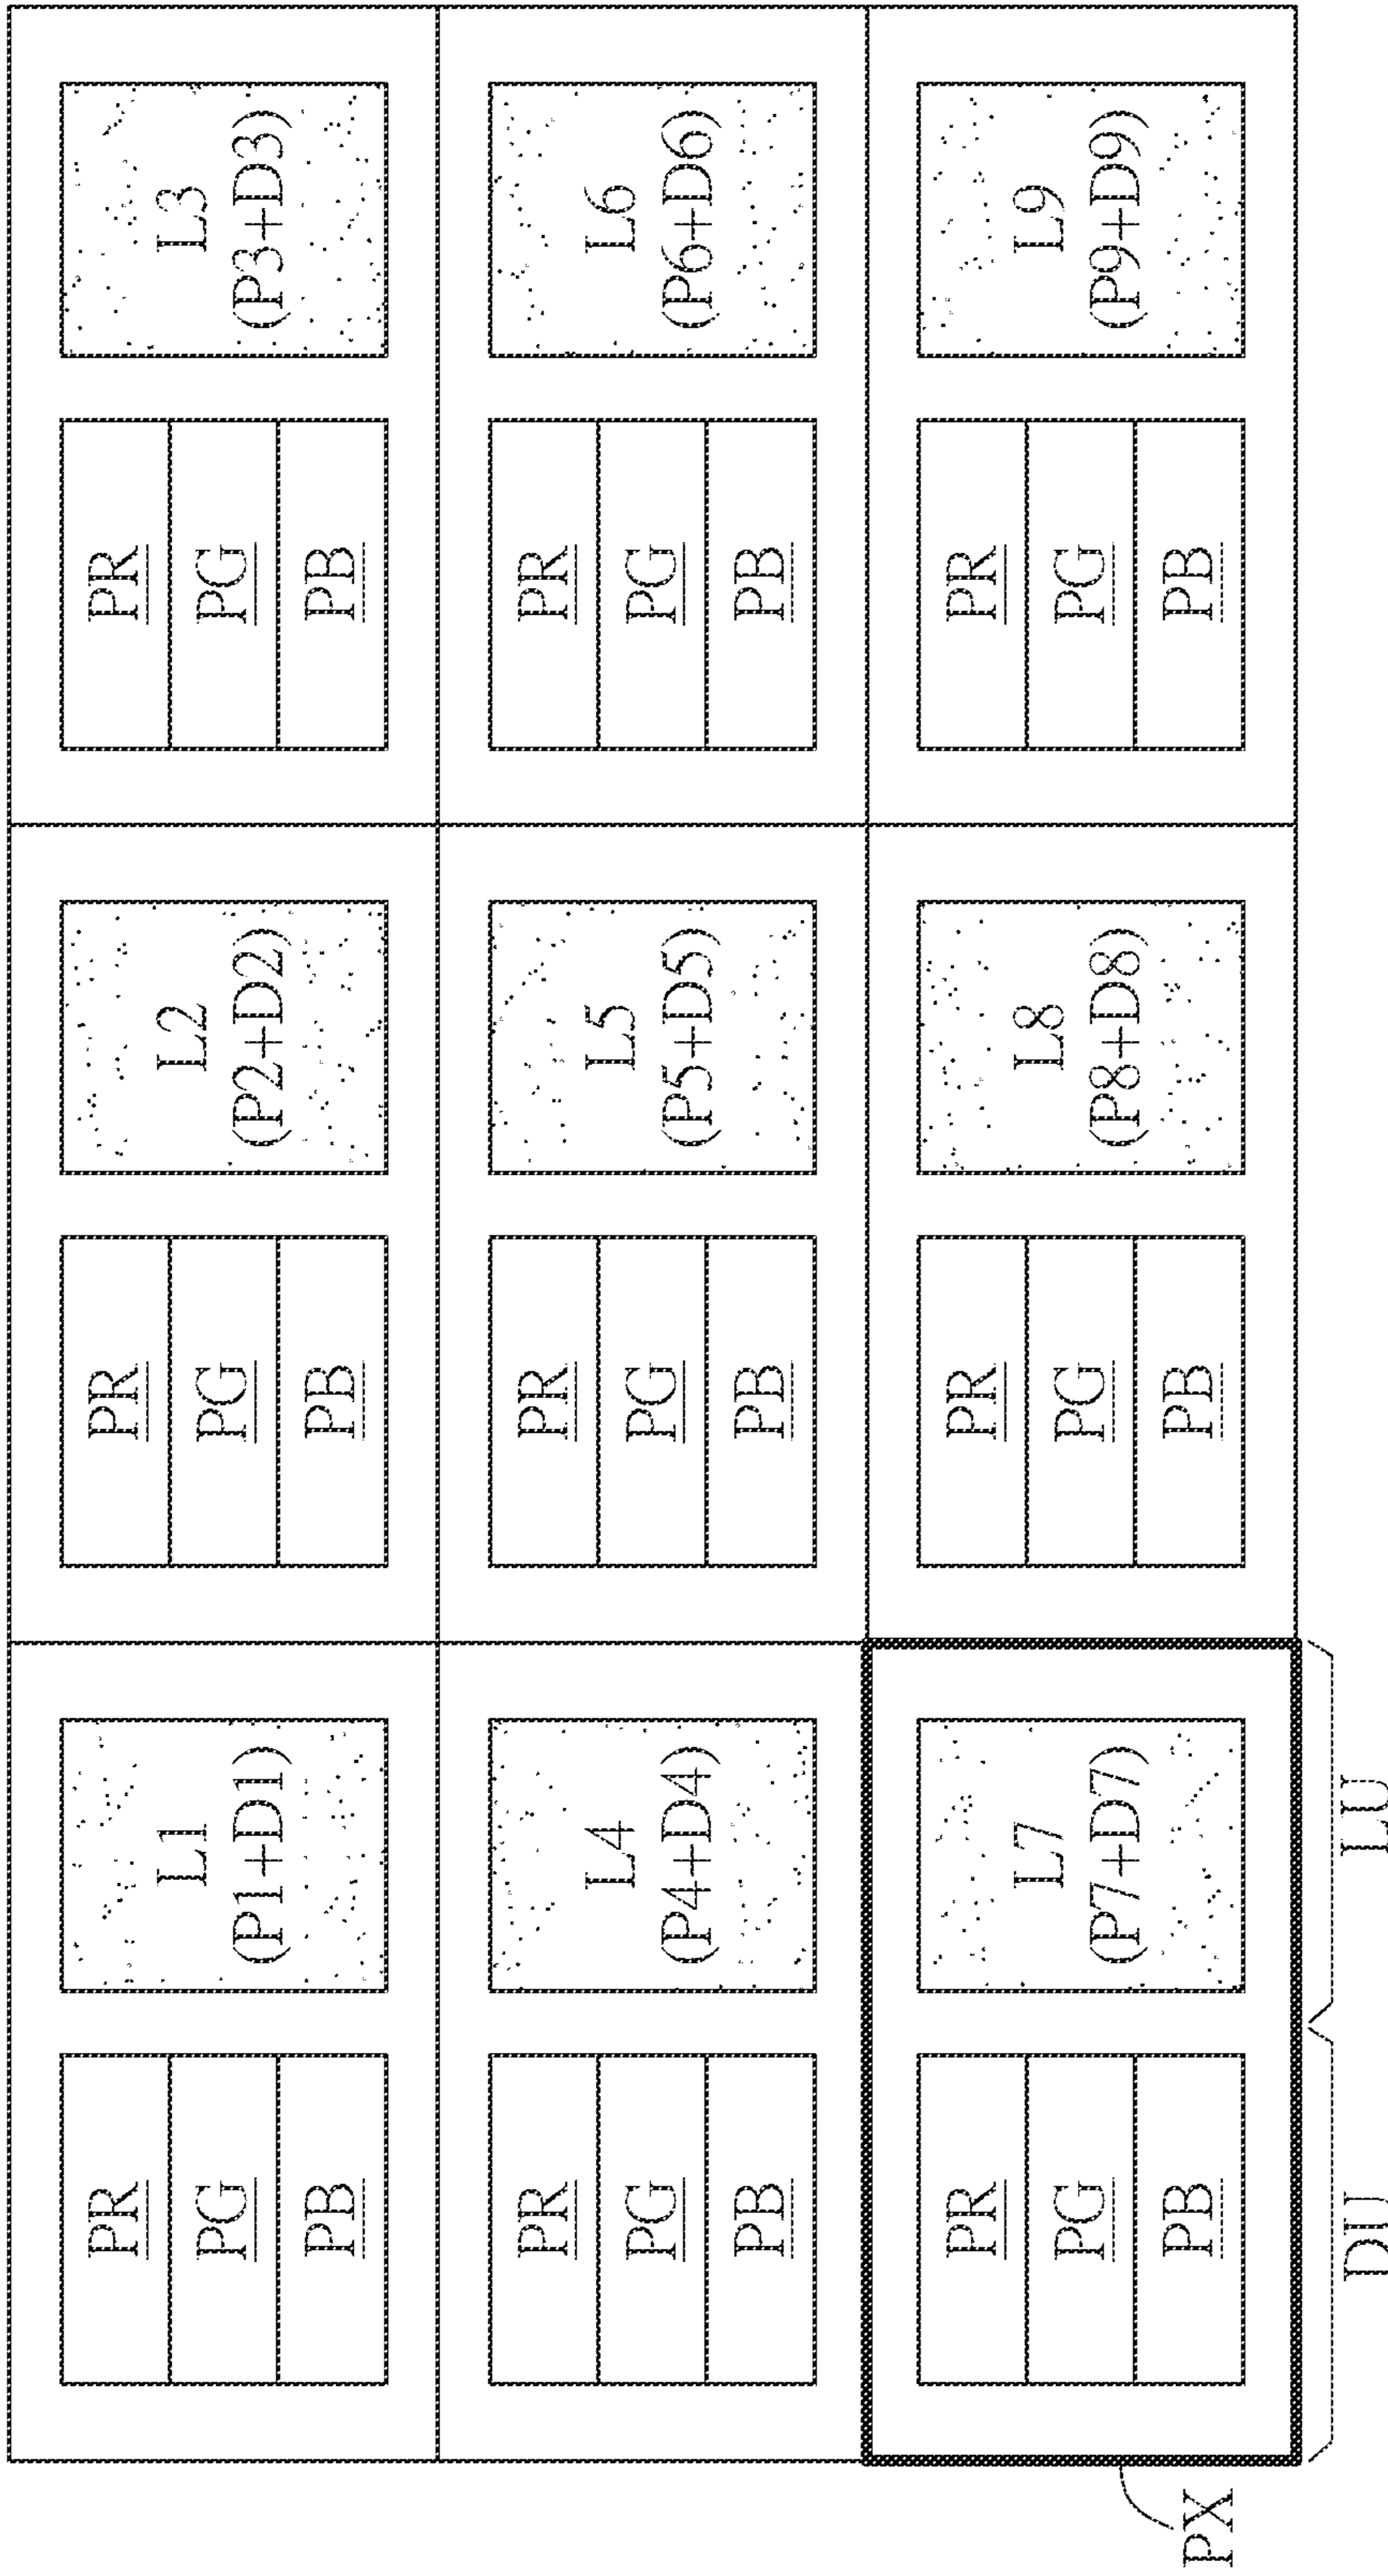 PR
PG
PB
L1
(P1+D1)
PR
PG
PB
L2
(P2+D2)
PR
PG
PB
L3
(P3+D3)
PR
PG
PB
L4
(P4+D4)
PR
PG
PB
L5
(P5+D5)
PR
PG
PB
L6
(P6+D6)
PR
PG
PB
L7
(P7+D7)
PR
PG
PB
L8
(P8+D8)
PR
PG
PB
L9
(P9+D9)
PX
DU
LU